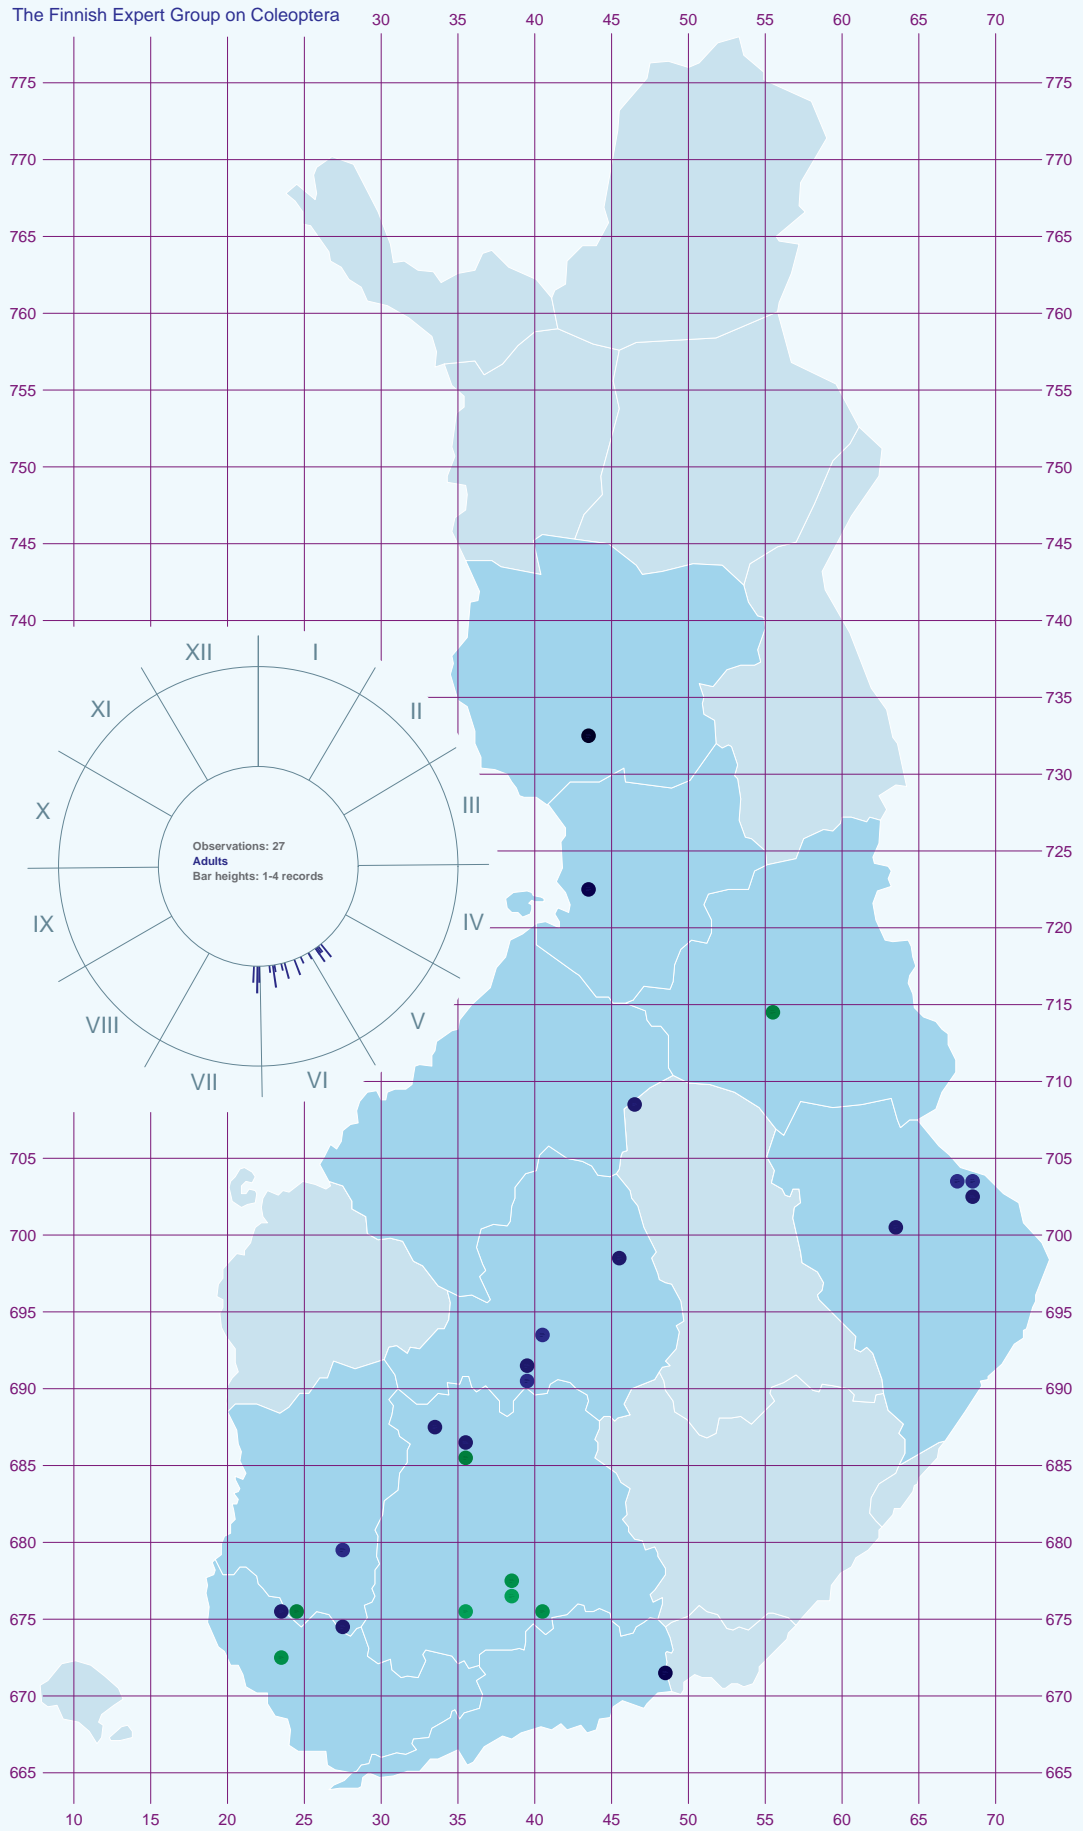 The Finnish Expert Group on Coleoptera
30 35 40 45 50 55 60 65 70
775 775
770 770
765 765
760 760
755 755
750 750
745 745
740 740
XII I
XI II
735
X III
730
Observations: 27
Adults
Bar heights: 1-4 records
725
IX IV
720
VIII V
715
VII VI
710
705 705
700 700
695 695
690 690
685 685
680 680
675 675
670 670
665 665
10 15 20 25 30 35 40 45 50 55 60 65 70